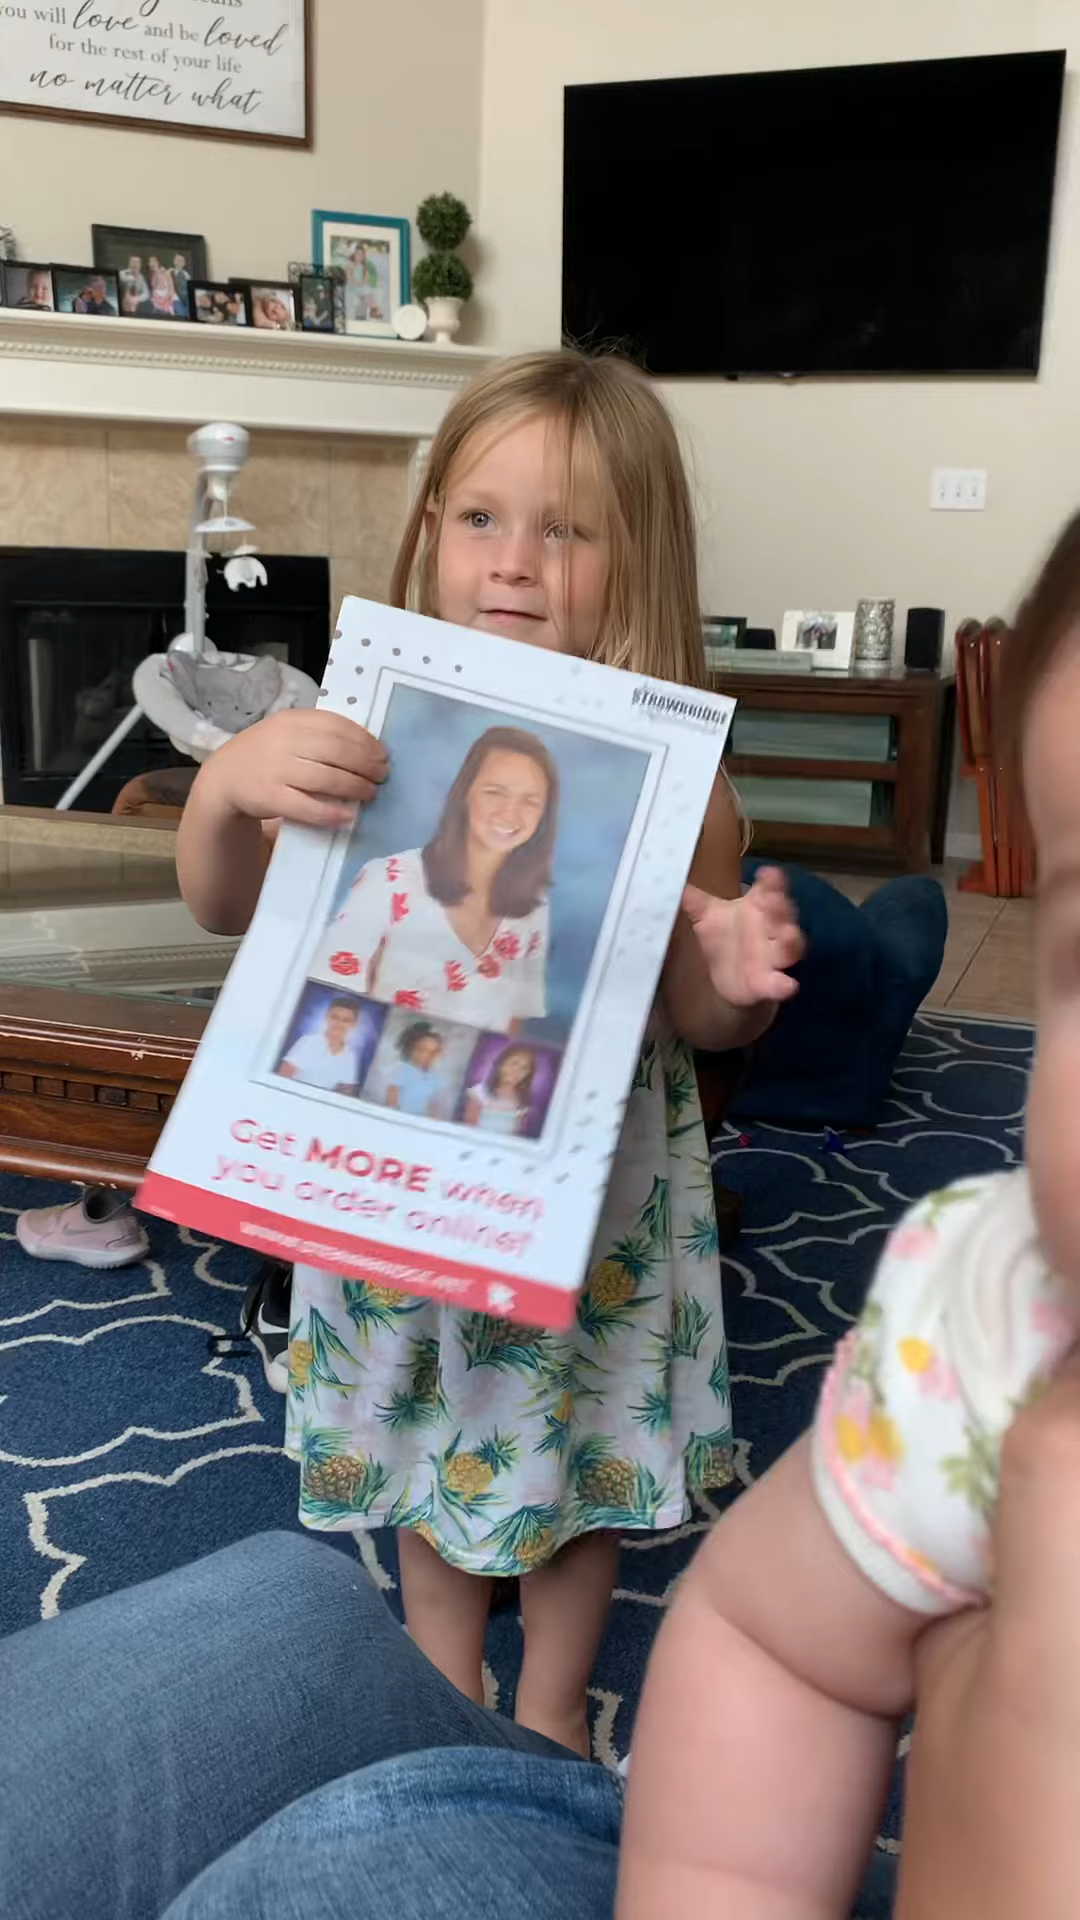 you will love and be loved
for the rest of your life
no matter what
STRAWBRIDGE
Get MORE when
you order online!